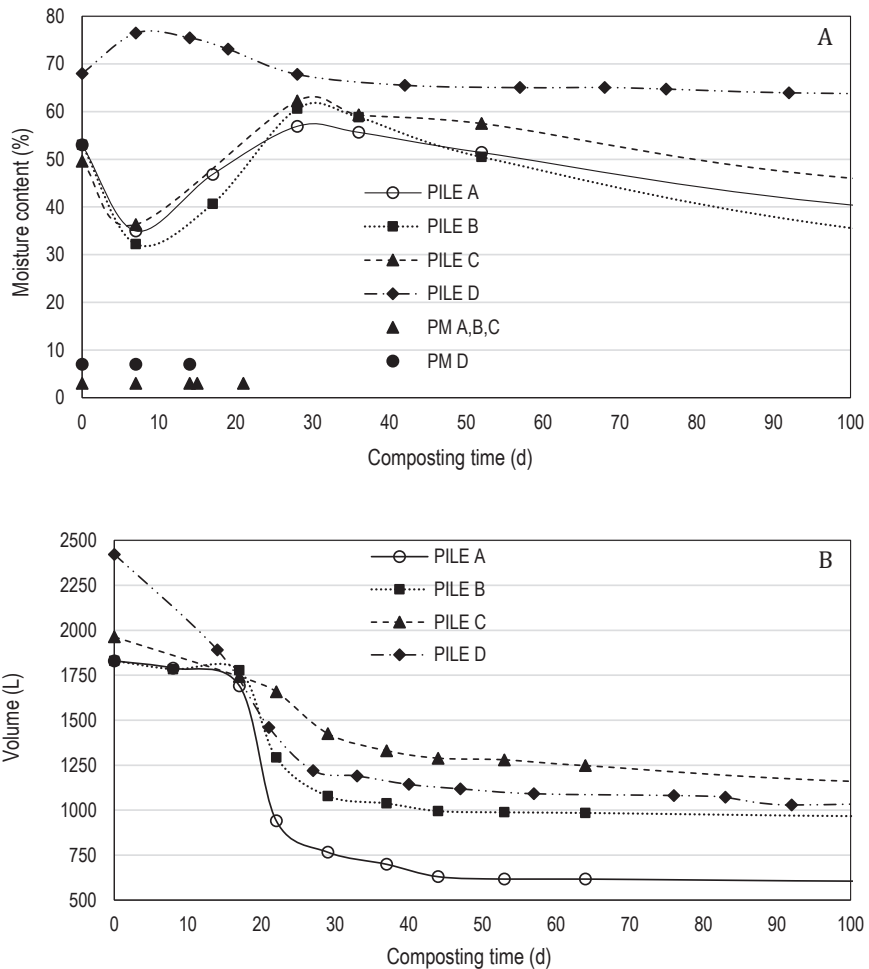 A
Moisture content (%)
80
70
60
50
40
30
20
10
0
PILE A
PILE B
PILE C
PILE D
PM A,B,C
PM D
0 10 20 30 40 50 60 70 80 90 100
Composting time (d)
B
Volume (L)
2500
2250
2000
1750
1500
1250
1000
750
500
PILE A
PILE B
PILE C
PILE D
0 10 20 30 40 50 60 70 80 90 100
Composting time (d)